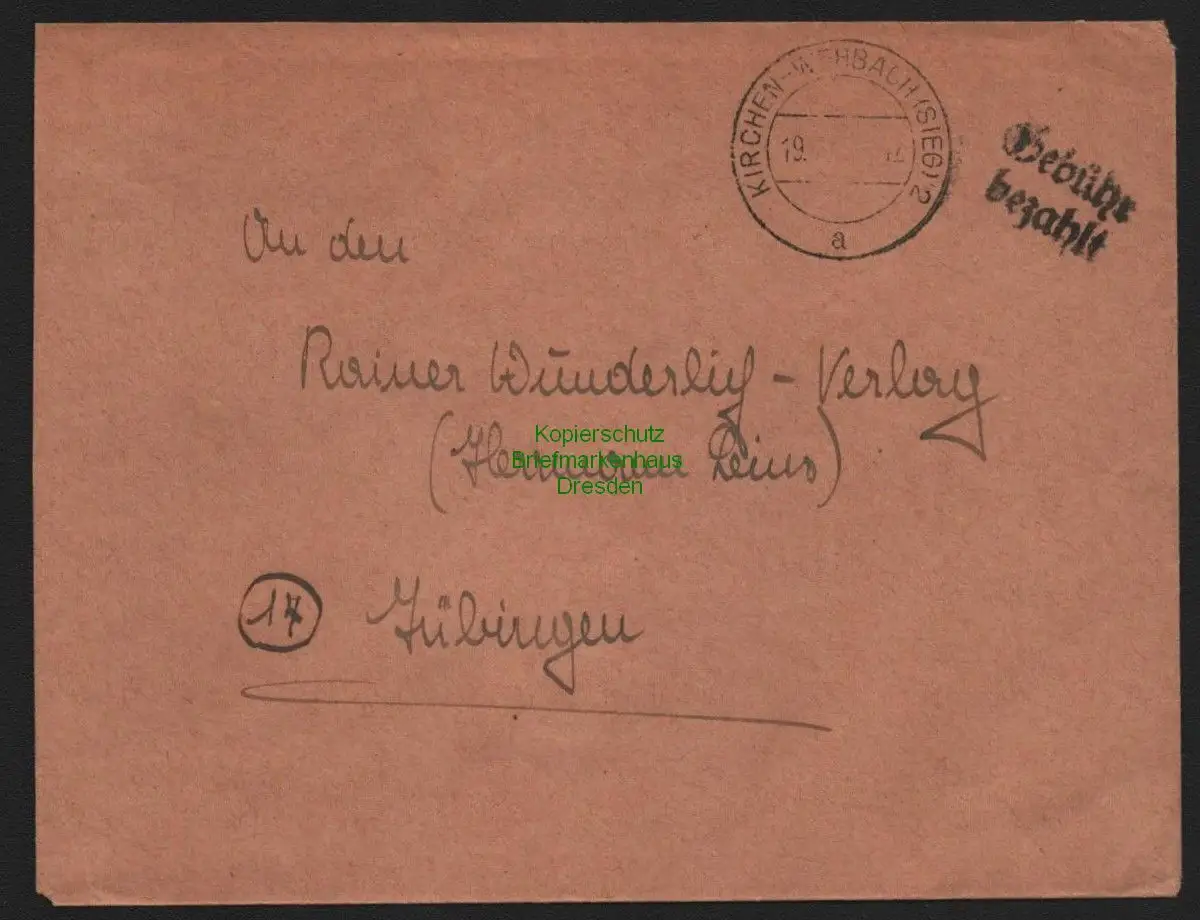 KIRCHEN-WEHBACH (SIEG) 2
19.
a
Gebühr
bezahlt
An den
Rainer Wunderlich - Verlag
(Hermann Leins)
Kopierschutz
Briefmarkenhaus
Dresden
17 Tübingen